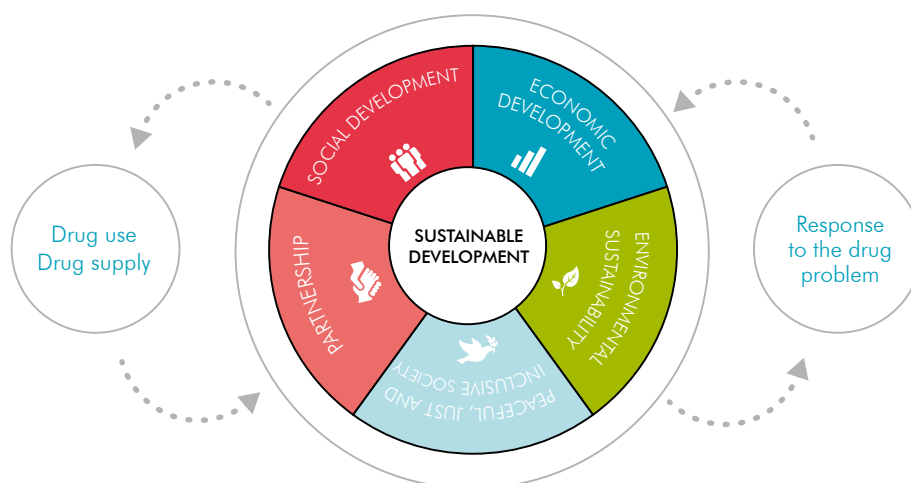 SOCIAL DEVELOPMENT
ECONOMIC
DEVELOPMENT
Drug use
Drug supply
SUSTAINABLE
DEVELOPMENT
ENVIRONMENTAL
SUSTAINABILITY
Response
to the drug
problem
PARTNERSHIP
PEACEFUL, JUST AND
INCLUSIVE SOCIETY